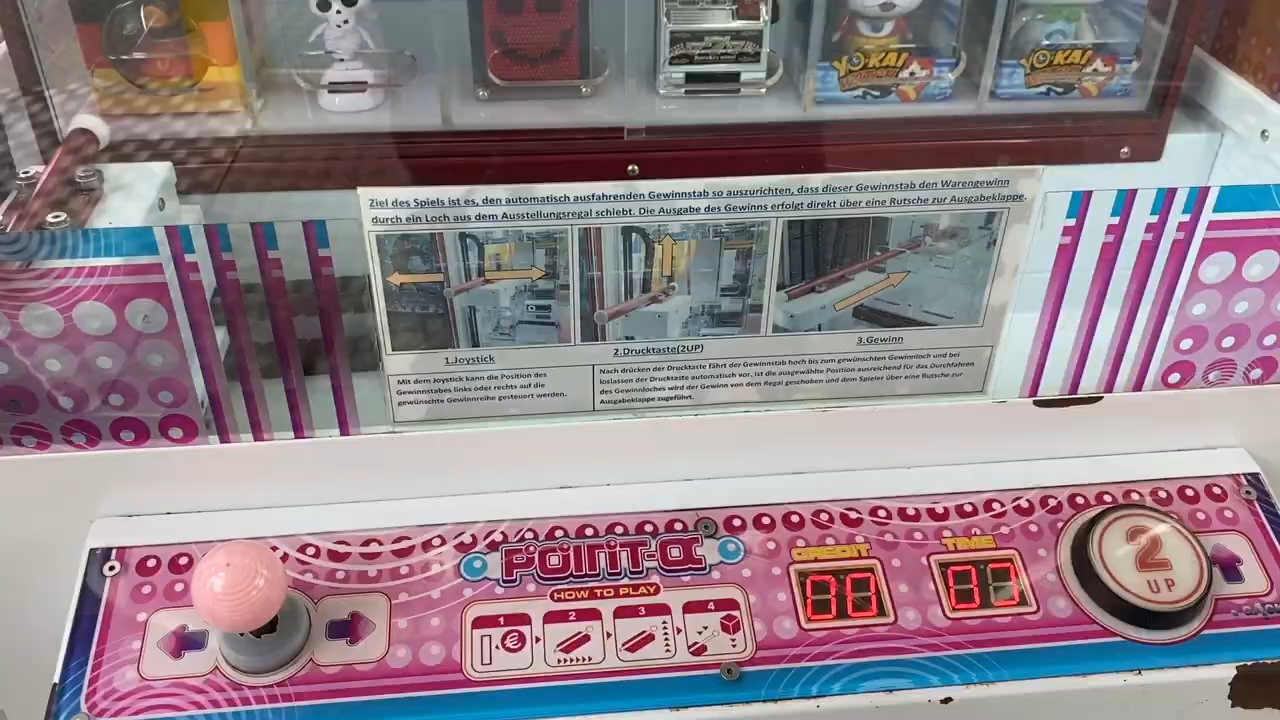 YO-KAI
YO-KAI
Ziel des Spiels ist es, den automatisch ausfahrenden Gewinnstab so auszurichten, dass dieser Gewinnstab den Warengewinn
durch ein Loch aus dem Ausstellungsregal schiebt. Die Ausgabe des Gewinns erfolgt direkt über eine Rutsche zur Ausgabeklappe.
1.Joystick
2.Drucktaste(2UP)
3.Gewinn
Mit dem Joystick kann die Position des
Gewinnstabes links oder rechts auf die
gewünschte Gewinnreihe gesteuert werden.
Nach drücken der Drucktaste fährt der Gewinnstab hoch bis zum gewünschten Gewinnloch und bei
loslassen der Drucktaste automatisch vor. Ist die ausgewählte Position ausreichend für das Durchfahren
des Gewinnloches wird der Gewinn von dem Regal geschoben und dem Spieler über eine Rutsche zur
Ausgabeklappe zugeführt.
POINT-α
HOW TO PLAY
1 2 3 4
€
CREDIT
00
TIME
07
2
UP